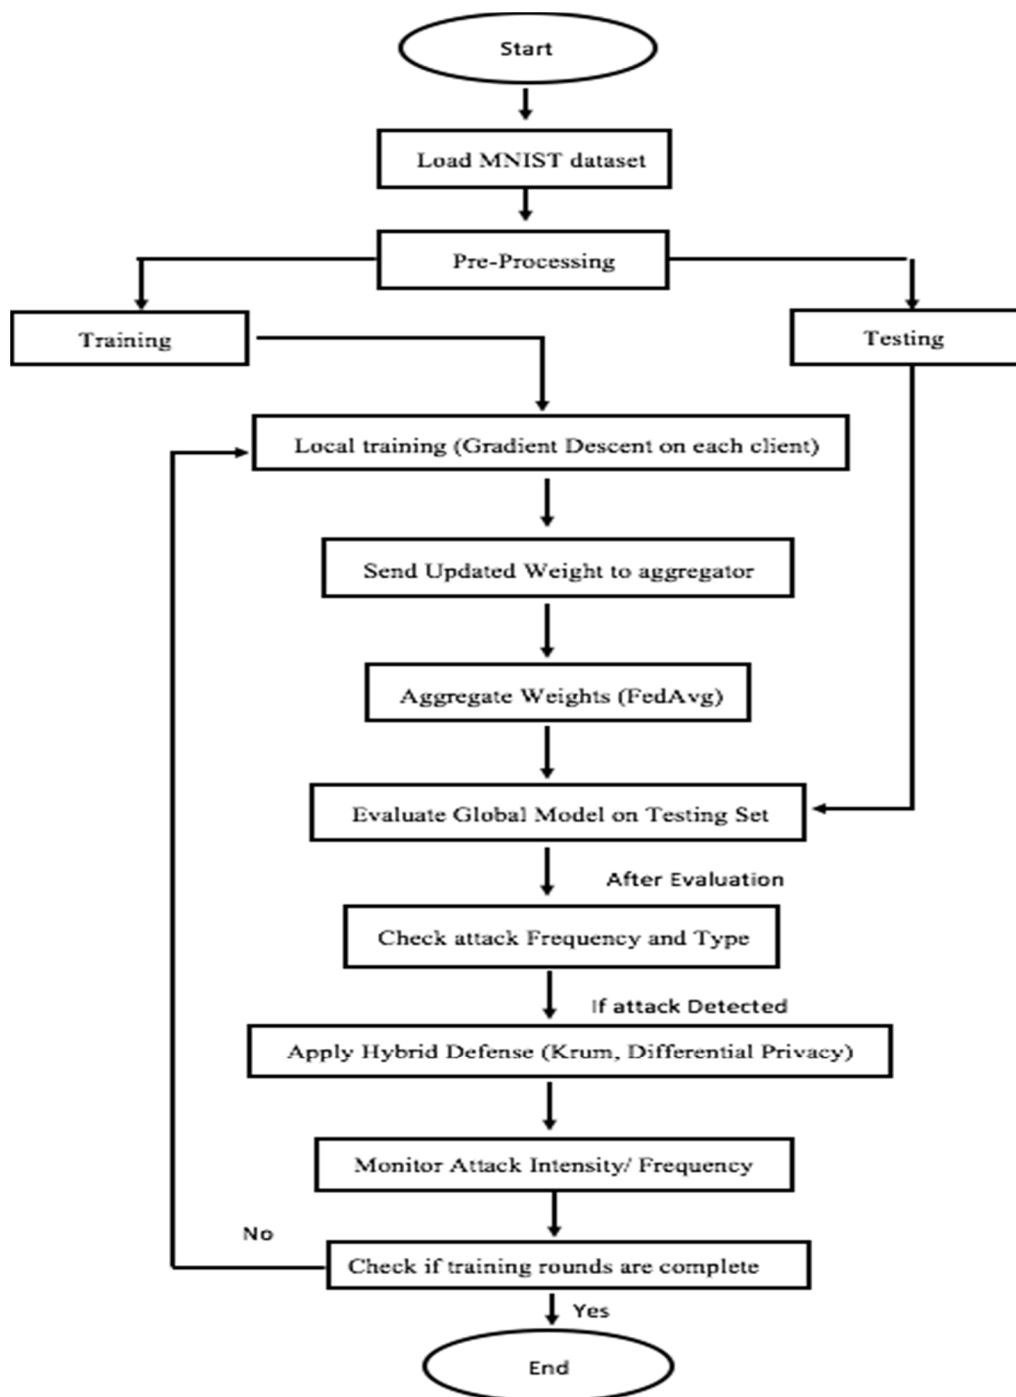 Start
Load MNIST dataset
Pre-Processing
Training
Testing
Local training (Gradient Descent on each client)
Send Updated Weight to aggregator
Aggregate Weights (FedAvg)
Evaluate Global Model on Testing Set
After Evaluation
Check attack Frequency and Type
If attack Detected
Apply Hybrid Defense (Krum, Differential Privacy)
Monitor Attack Intensity/ Frequency
No
Check if training rounds are complete
Yes
End